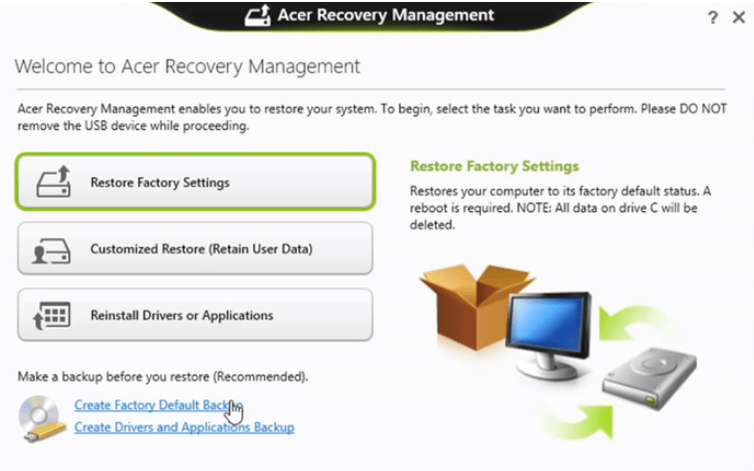 Acer Recovery Management
?
Welcome to Acer Recovery Management
Acer Recovery Management enables you to restore your system. To begin, select the task you want to perform. Please DO NOT
remove the USB device while proceeding.
Restore Factory Settings
Customized Restore (Retain User Data)
Reinstall Drivers or Applications
Restore Factory Settings
Restores your computer to its factory default status. A
reboot is required. NOTE: All data on drive C will be
deleted.
Make a backup before you restore (Recommended).
Create Factory Default Backup
Create Drivers and Applications Backup